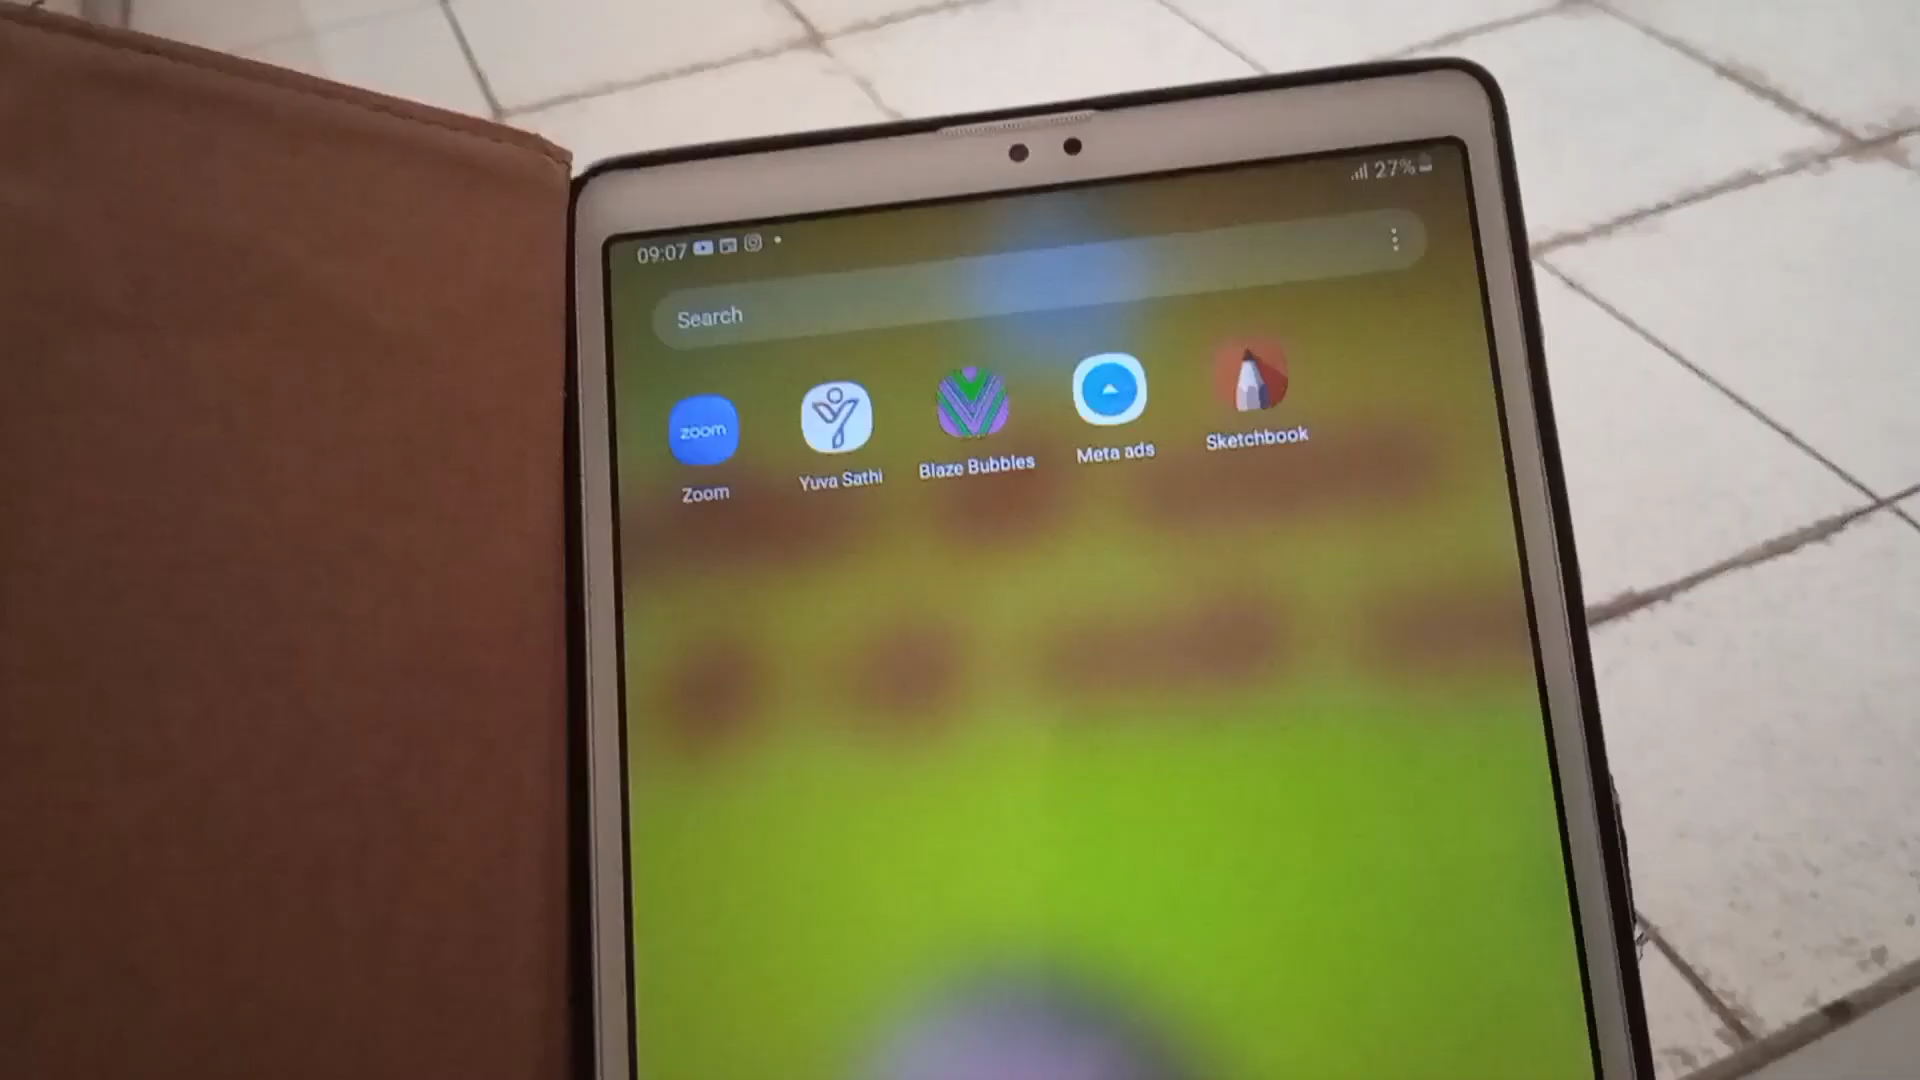 09:07
27%
Search
zoom
Zoom
Yuva Sathi
Blaze Bubbles
Meta ads
Sketchbook